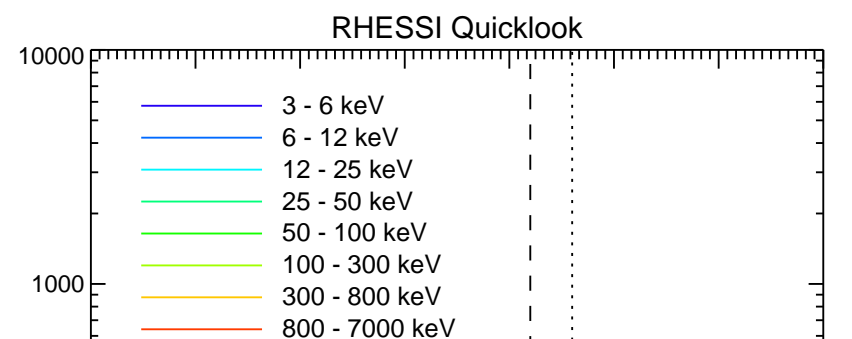 RHESSI Quicklook
10000
3 - 6 keV
6 - 12 keV
12 - 25 keV
25 - 50 keV
50 - 100 keV
100 - 300 keV
1000
300 - 800 keV
800 - 7000 keV